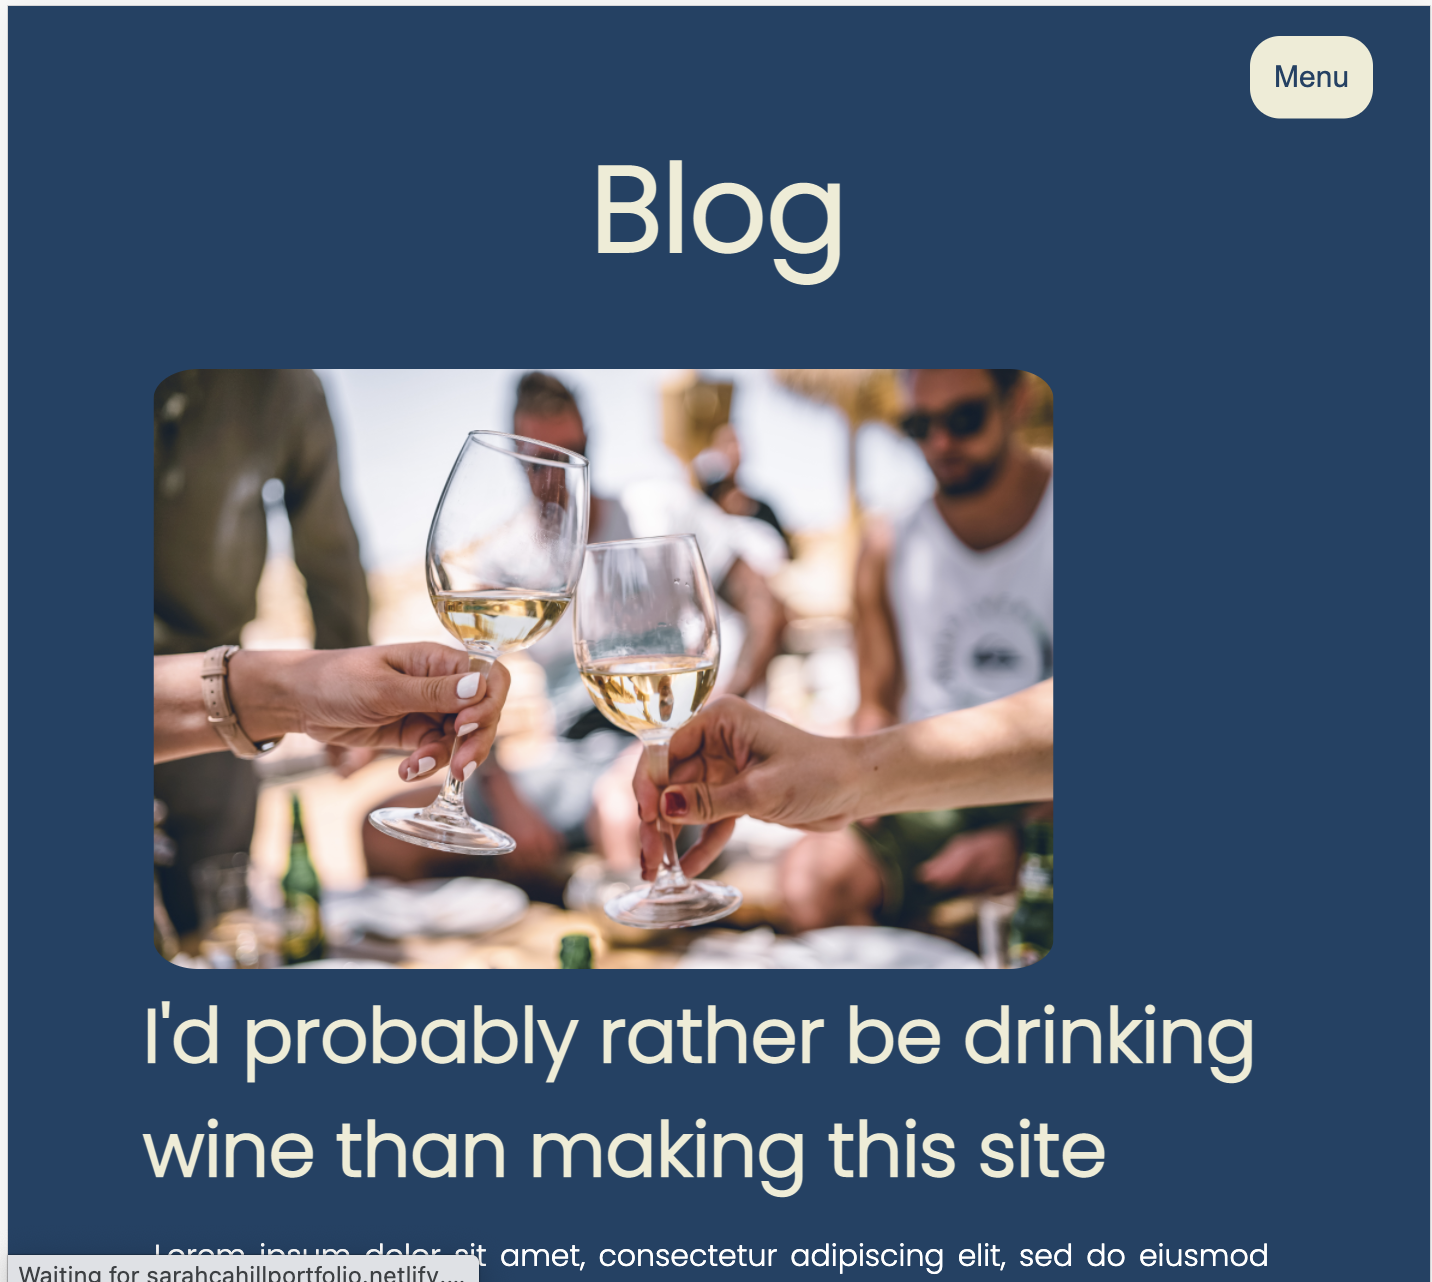 Menu
Blog
I'd probably rather be drinking
wine than making this site
Lorem ipsum dolor sit amet, consectetur adipiscing elit, sed do eiusmod
Waiting for sarahcahillportfolio.netlify....